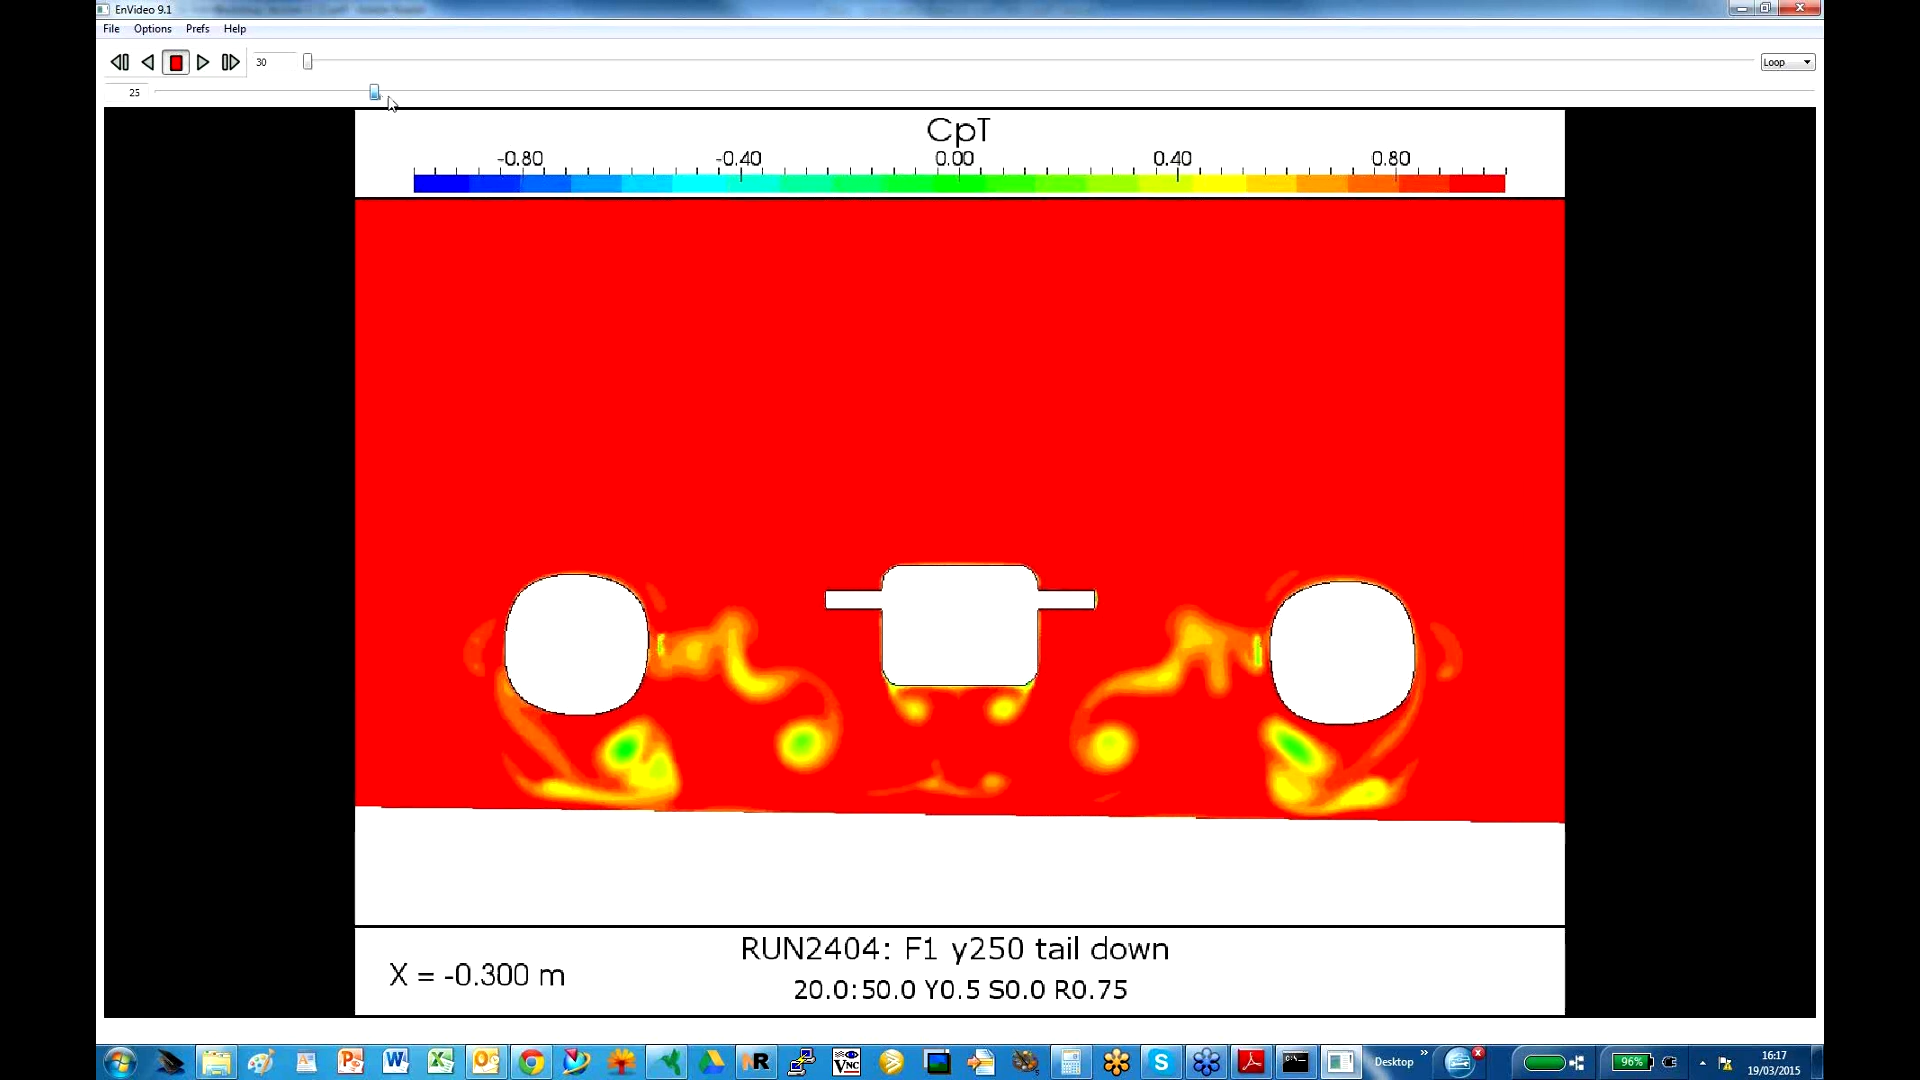 EnVideo 9.1
File Options Prefs Help
30
Loop
25
CpT
-0.80 -0.40 0.00 0.40 0.80
RUN2404: F1 y250 tail down
X = -0.300 m
20.0:50.0 Y0.5 S0.0 R0.75
Desktop
96%
16:17
19/03/2015